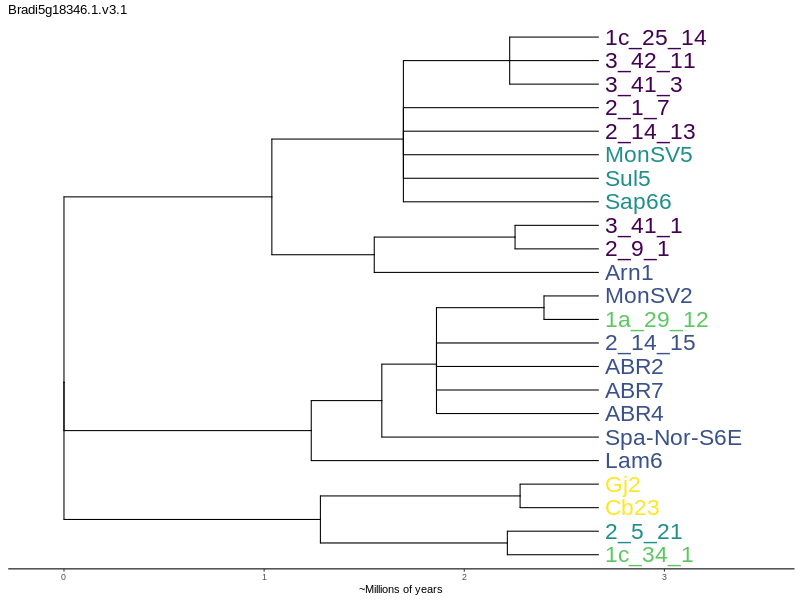 Bradi5g18346.1.v3.1
1c_25_14
3_42_11
3_41_3
2_1_7
2_14_13
MonSV5
Sul5
Sap66
3_41_1
2_9_1
Arn1
MonSV2
1a_29_12
2_14_15
ABR2
ABR7
ABR4
Spa-Nor-S6E
Lam6
Gj2
Cb23
2_5_21
1c_34_1
0 1 2 3
~Millions of years